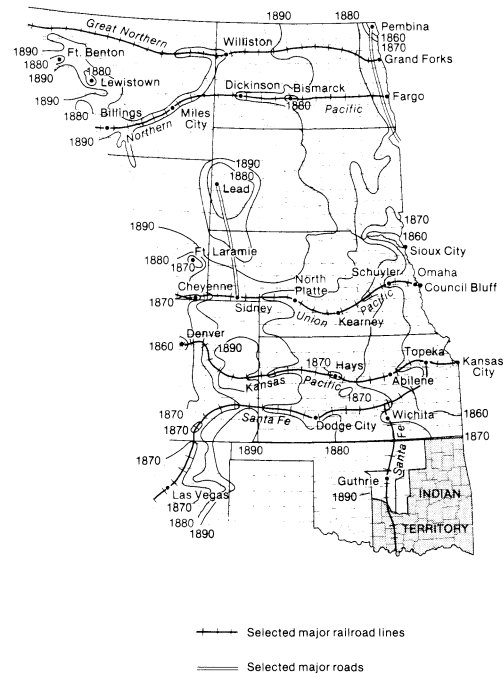 1890 1880
Great Northern
Pembina
1860
1870
1890
Ft. Benton
Williston
Grand Forks
1880
1880
1890
Lewistown
Dickinson
Bismarck
1880
Pacific
Fargo
1890
1880
Billings
Northern
Miles
City
1890
1890
1880
Lead
1870
1860
1890
Sioux City
Ft. Laramie
1880
1870
Cheyenne
North
Platte
Schuyler
Omaha
Council Bluff
1870
Sidney
Union
Pacific
Kearney
Denver
1860
1890
Topeka
Kansas
City
1870
Hays
Kansas
Pacific
Abilene
1870
1870
Santa Fe
Dodge City
Wichita
1860
1870
1870
1870
1890
1880
Santa Fe
Guthrie
1890
INDIAN
TERRITORY
Las Vegas
1870
1880
1890
Selected major railroad lines
Selected major roads